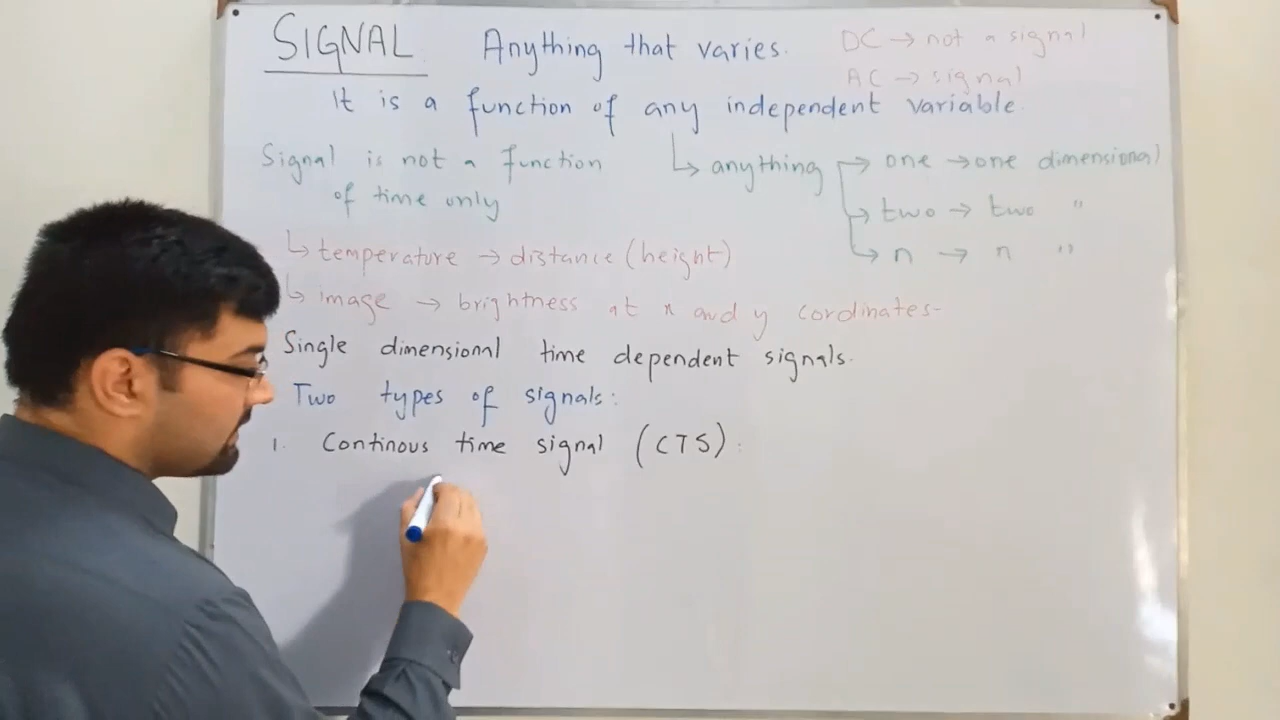 SIGNAL Anything that varies. DC → not a signal
AC → signal
It is a function of any independent variable.
Signal is not a function of time only
↳ anything → one → one dimensional
→ two → two "
→ n → n "
↳ temperature → distance (height)
↳ image → brightness at x and y cordinates-
Single dimensional time dependent signals.
Two types of signals:
1. Continous time signal (CTS):